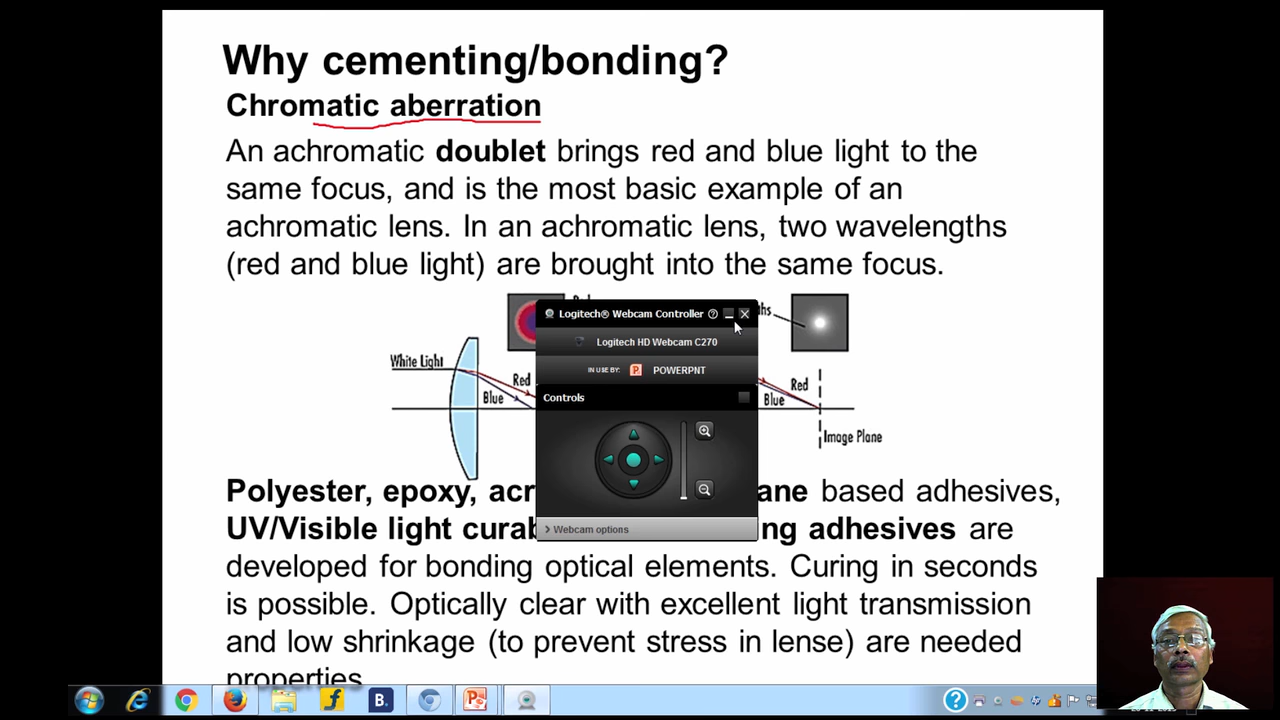 Why cementing/bonding?
Chromatic aberration
An achromatic doublet brings red and blue light to the
same focus, and is the most basic example of an
achromatic lens. In an achromatic lens, two wavelengths
(red and blue light) are brought into the same focus.
Logitech® Webcam Controller
Logitech HD Webcam C270
White Light
IN USE BY: POWERPNT
Red
Red
Blue
Controls
Blue
Image Plane
Polyester, epoxy, based adhesives,
UV/Visible light adhesives are
Webcam options
developed for bonding optical elements. Curing in seconds
is possible. Optically clear with excellent light transmission
and low shrinkage (to prevent stress in lense) are needed
properties
B.